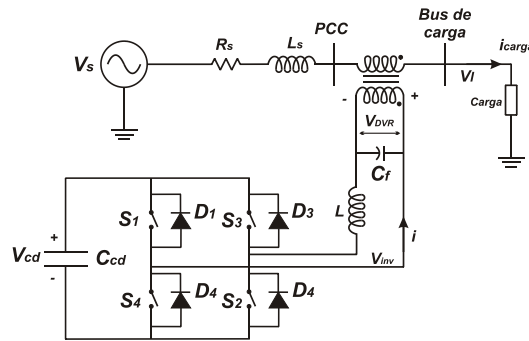 PCC
Bus de
carga
Rs
Ls
icarga
Vs
Vl
- +
Carga
VDVR
Cf
L
D1
D3
S1
S3
i
+
Vcd
Ccd
-
Vinv
S4
D4
S2
D4